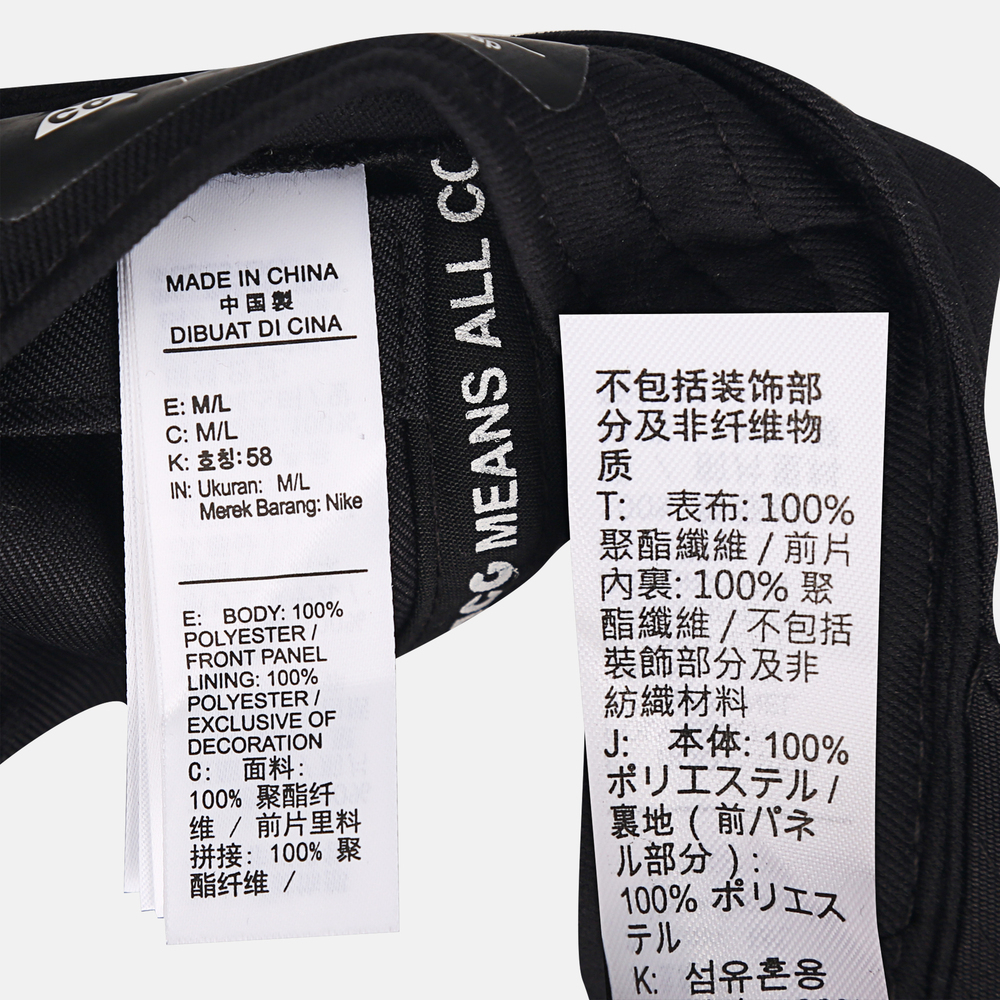 MADE IN CHINA
中国製
DIBUAT DI CINA
E: M/L
C: M/L
K: 호칭: 58
IN: Ukuran: M/L
Merek Barang: Nike
E: BODY: 100%
POLYESTER /
FRONT PANEL
LINING: 100%
POLYESTER /
EXCLUSIVE OF
DECORATION
C: 面料:
100% 聚酯纤
维 / 前片里料
拼接: 100% 聚
酯纤维 /
MEANS ALL
不包括装饰部
分及非纤维物
质
T: 表布: 100%
聚酯纖維 / 前片
內裏: 100% 聚
酯纖維 / 不包括
裝飾部分及非
紡織材料
J: 本体: 100%
ポリエステル /
裏地 ( 前パネ
ル部分 ) :
100% ポリエス
テル
K: 섬유혼용